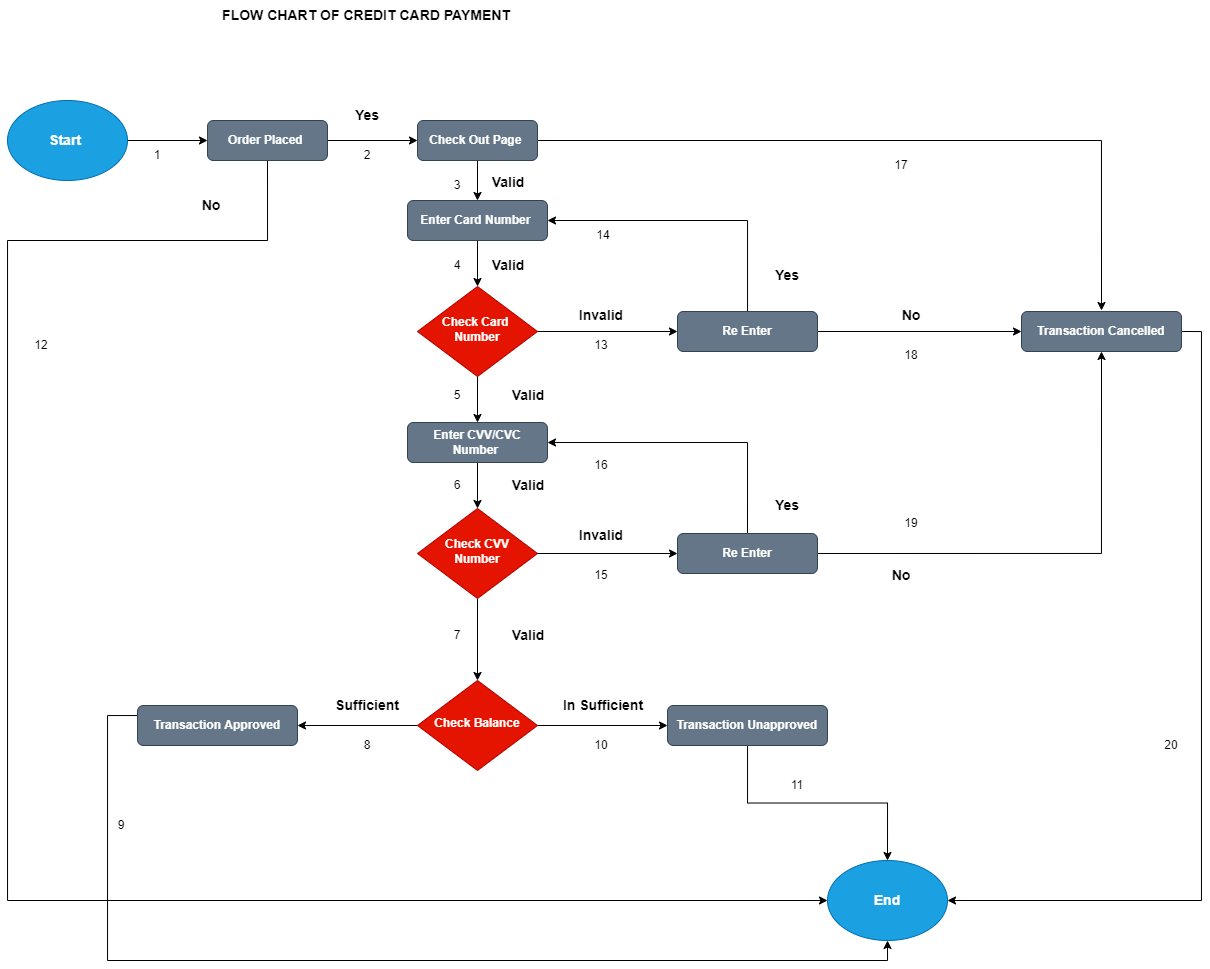 FLOW CHART OF CREDIT CARD PAYMENT
Yes
Start
Order Placed
Check Out Page
1
2
17
3
Valid
No
Enter Card Number
14
4
Valid
Yes
Check Card
Number
Invalid
Re Enter
No
Transaction Cancelled
12
13
18
5
Valid
Enter CVV/CVC
Number
16
6
Valid
Yes
19
Check CVV
Number
Invalid
Re Enter
15
No
7
Valid
Sufficient
In Sufficient
Transaction Approved
Check Balance
Transaction Unapproved
8
10
20
11
9
End